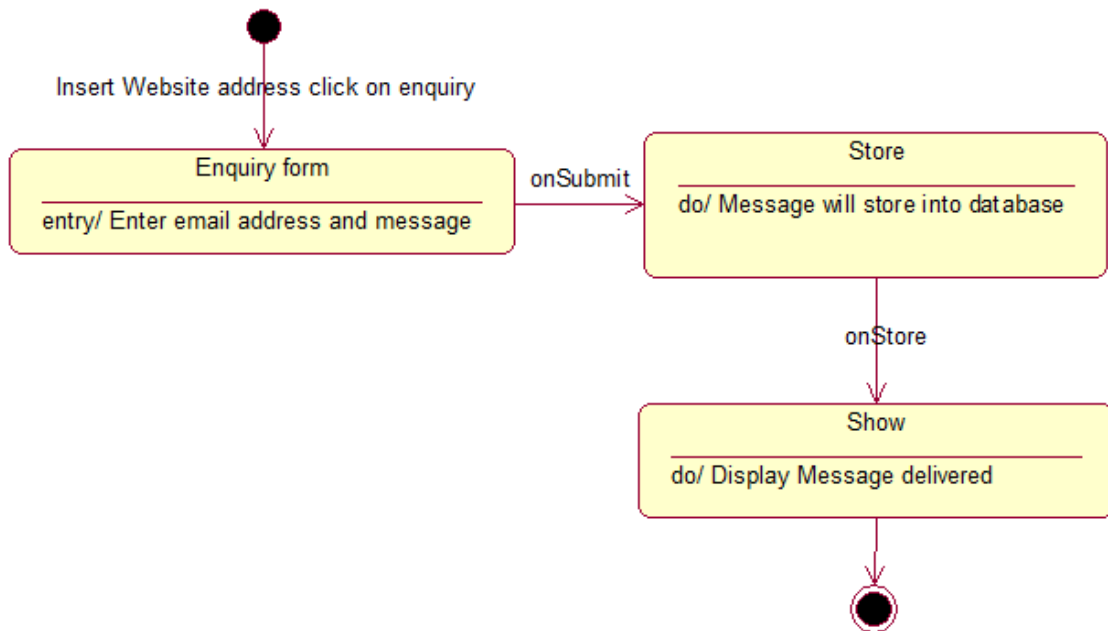 Insert Website address click on enquiry
Enquiry form
entry/ Enter email address and message
onSubmit
Store
do/ Message will store into database
onStore
Show
do/ Display Message delivered